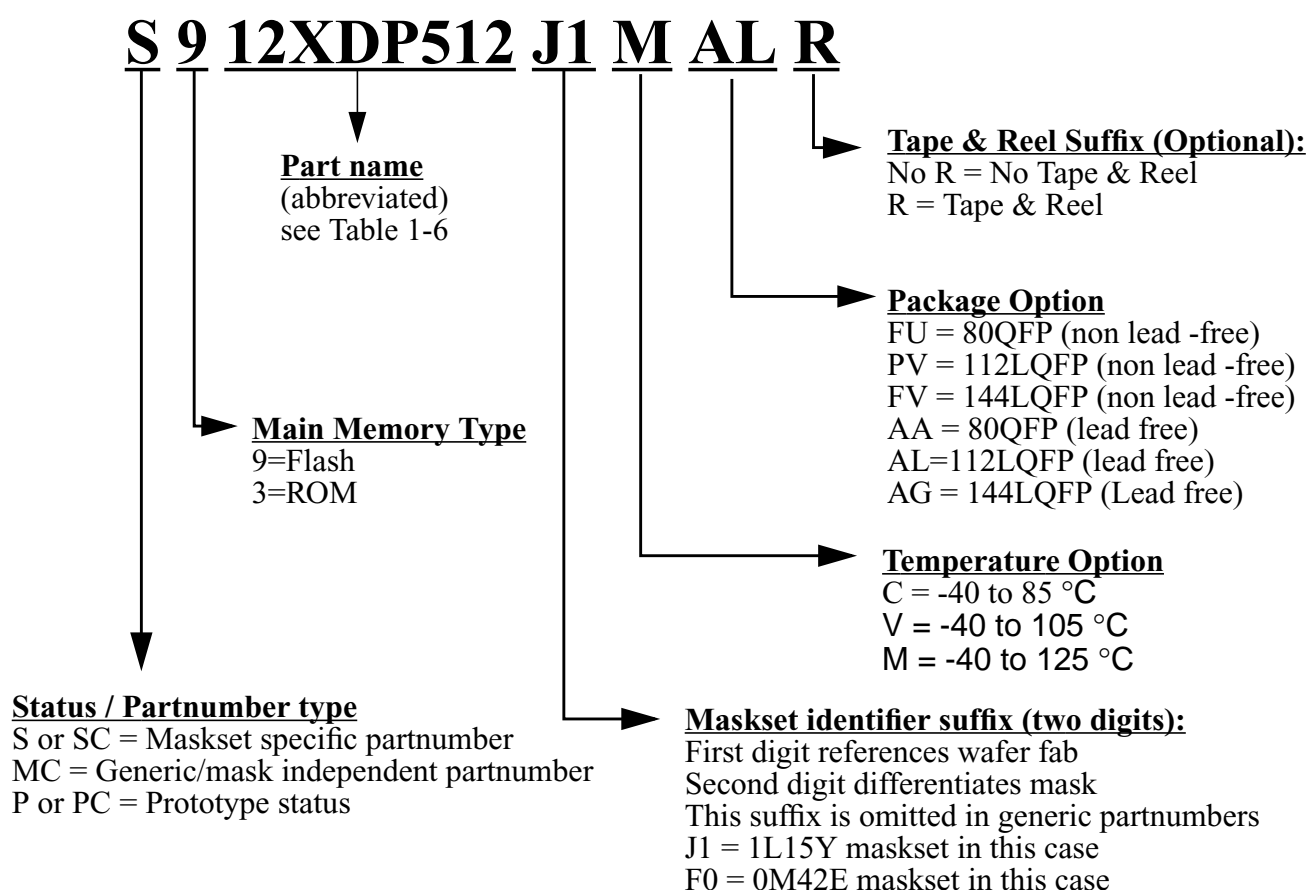 S 9 12XDP512 J1 M AL R
Tape & Reel Suffix (Optional):
No R = No Tape & Reel
R = Tape & Reel
Part name
(abbreviated)
see Table 1-6
Package Option
FU = 80QFP (non lead -free)
PV = 112LQFP (non lead -free)
FV = 144LQFP (non lead -free)
AA = 80QFP (lead free)
AL=112LQFP (lead free)
AG = 144LQFP (Lead free)
Main Memory Type
9=Flash
3=ROM
Temperature Option
C = -40 to 85 °C
V = -40 to 105 °C
M = -40 to 125 °C
Status / Partnumber type
S or SC = Maskset specific partnumber
MC = Generic/mask independent partnumber
P or PC = Prototype status
Maskset identifier suffix (two digits):
First digit references wafer fab
Second digit differentiates mask
This suffix is omitted in generic partnumbers
J1 = 1L15Y maskset in this case
F0 = 0M42E maskset in this case